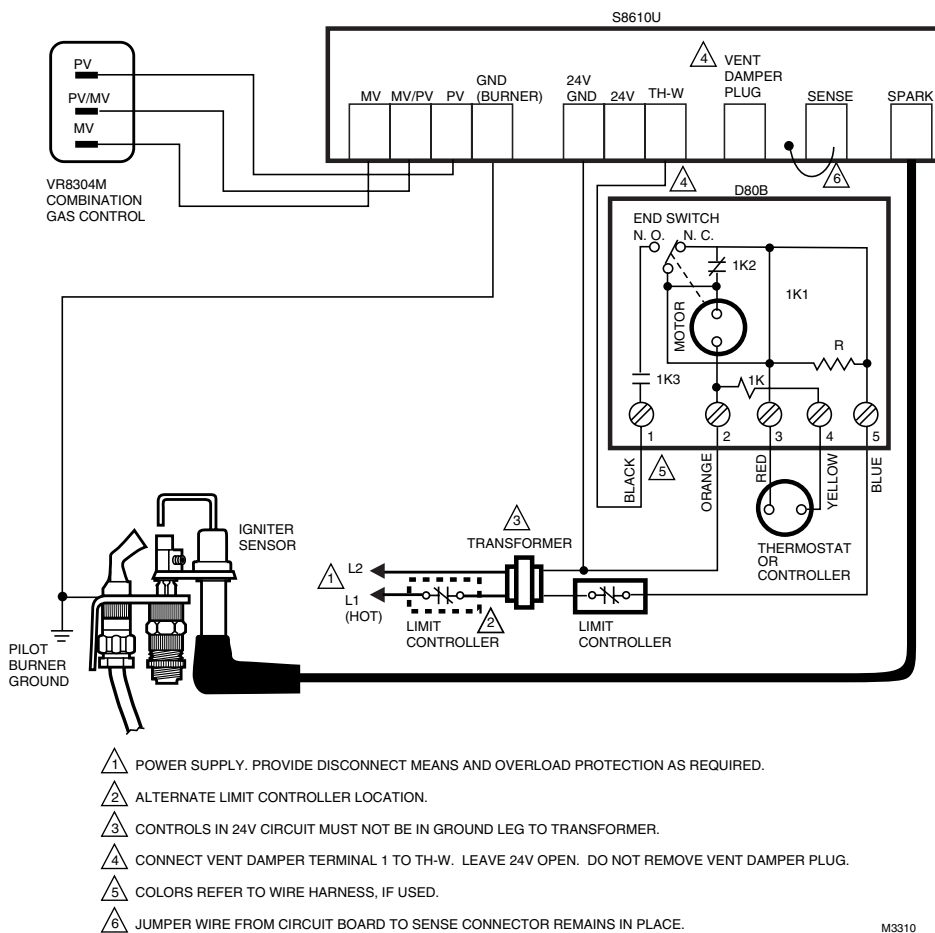 S8610U
PV
PV/MV
MV
VR8304M
COMBINATION
GAS CONTROL
MV
MV/PV
PV
GND
(BURNER)
24V
GND
24V
TH-W
4
VENT
DAMPER
PLUG
SENSE
SPARK
4
6
D80B
END SWITCH
N. O.
N. C.
1K2
1K1
MOTOR
R
1K3
1K
1
2
3
4
5
BLACK
5
ORANGE
RED
YELLOW
BLUE
THERMOSTAT
OR
CONTROLLER
IGNITER
SENSOR
3
TRANSFORMER
1
L2
L1
(HOT)
LIMIT
CONTROLLER
2
LIMIT
CONTROLLER
PILOT
BURNER
GROUND
1 POWER SUPPLY. PROVIDE DISCONNECT MEANS AND OVERLOAD PROTECTION AS REQUIRED.
2 ALTERNATE LIMIT CONTROLLER LOCATION.
3 CONTROLS IN 24V CIRCUIT MUST NOT BE IN GROUND LEG TO TRANSFORMER.
4 CONNECT VENT DAMPER TERMINAL 1 TO TH-W. LEAVE 24V OPEN. DO NOT REMOVE VENT DAMPER PLUG.
5 COLORS REFER TO WIRE HARNESS, IF USED.
6 JUMPER WIRE FROM CIRCUIT BOARD TO SENSE CONNECTOR REMAINS IN PLACE.
M3310